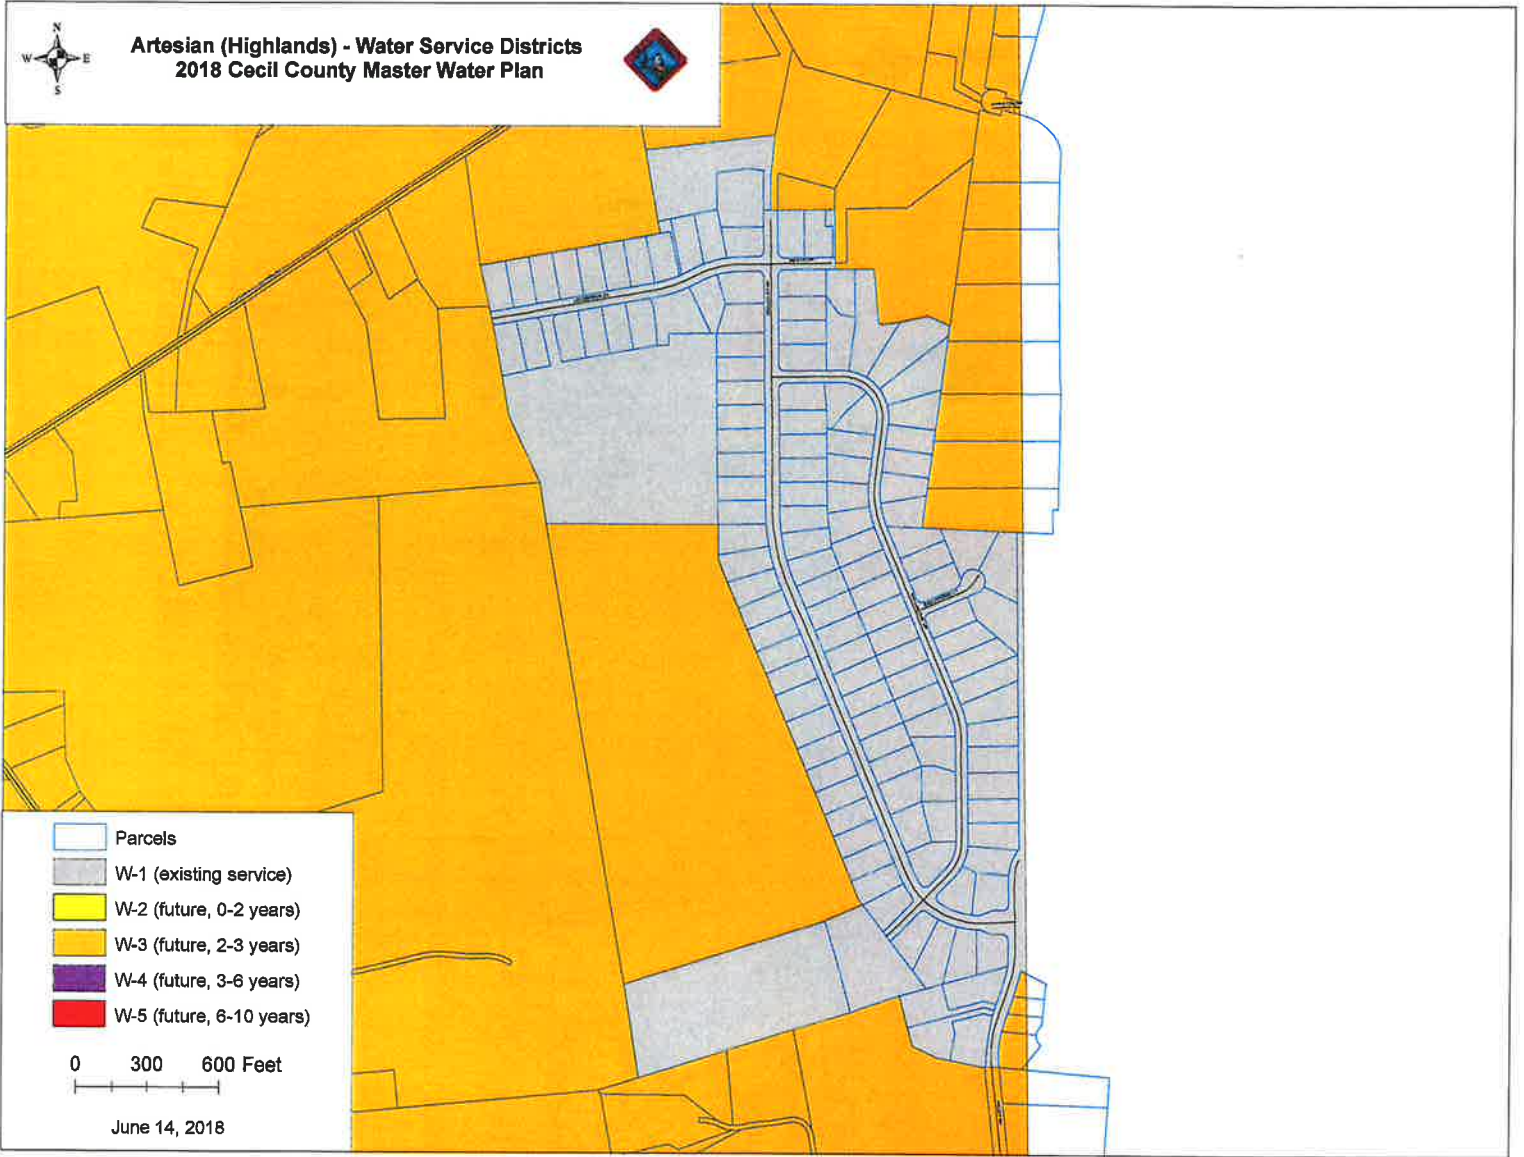 N
W E
S
Artesian (Highlands) - Water Service Districts
2018 Cecil County Master Water Plan
Parcels
W-1 (existing service)
W-2 (future, 0-2 years)
W-3 (future, 2-3 years)
W-4 (future, 3-6 years)
W-5 (future, 6-10 years)
0 300 600 Feet
June 14, 2018